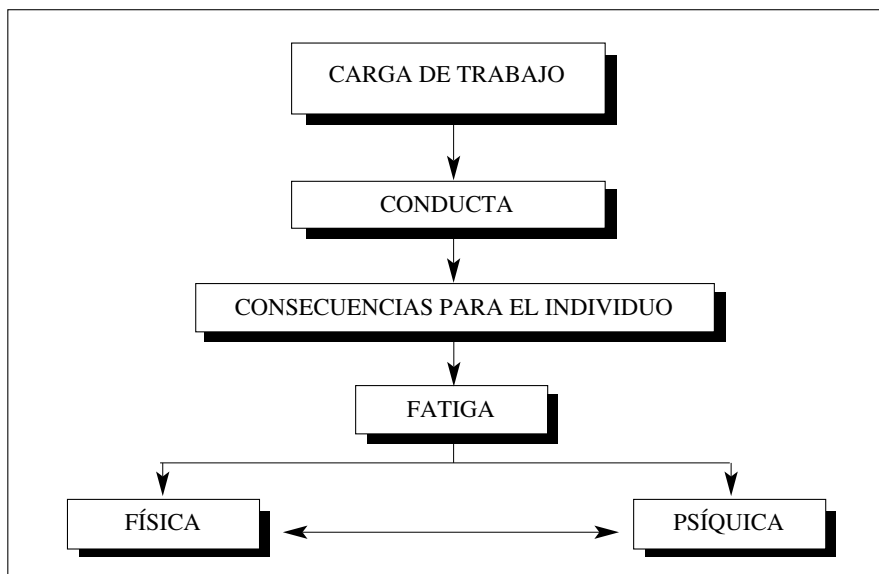 CARGA DE TRABAJO
CONDUCTA
CONSECUENCIAS PARA EL INDIVIDUO
FATIGA
FÍSICA
PSÍQUICA